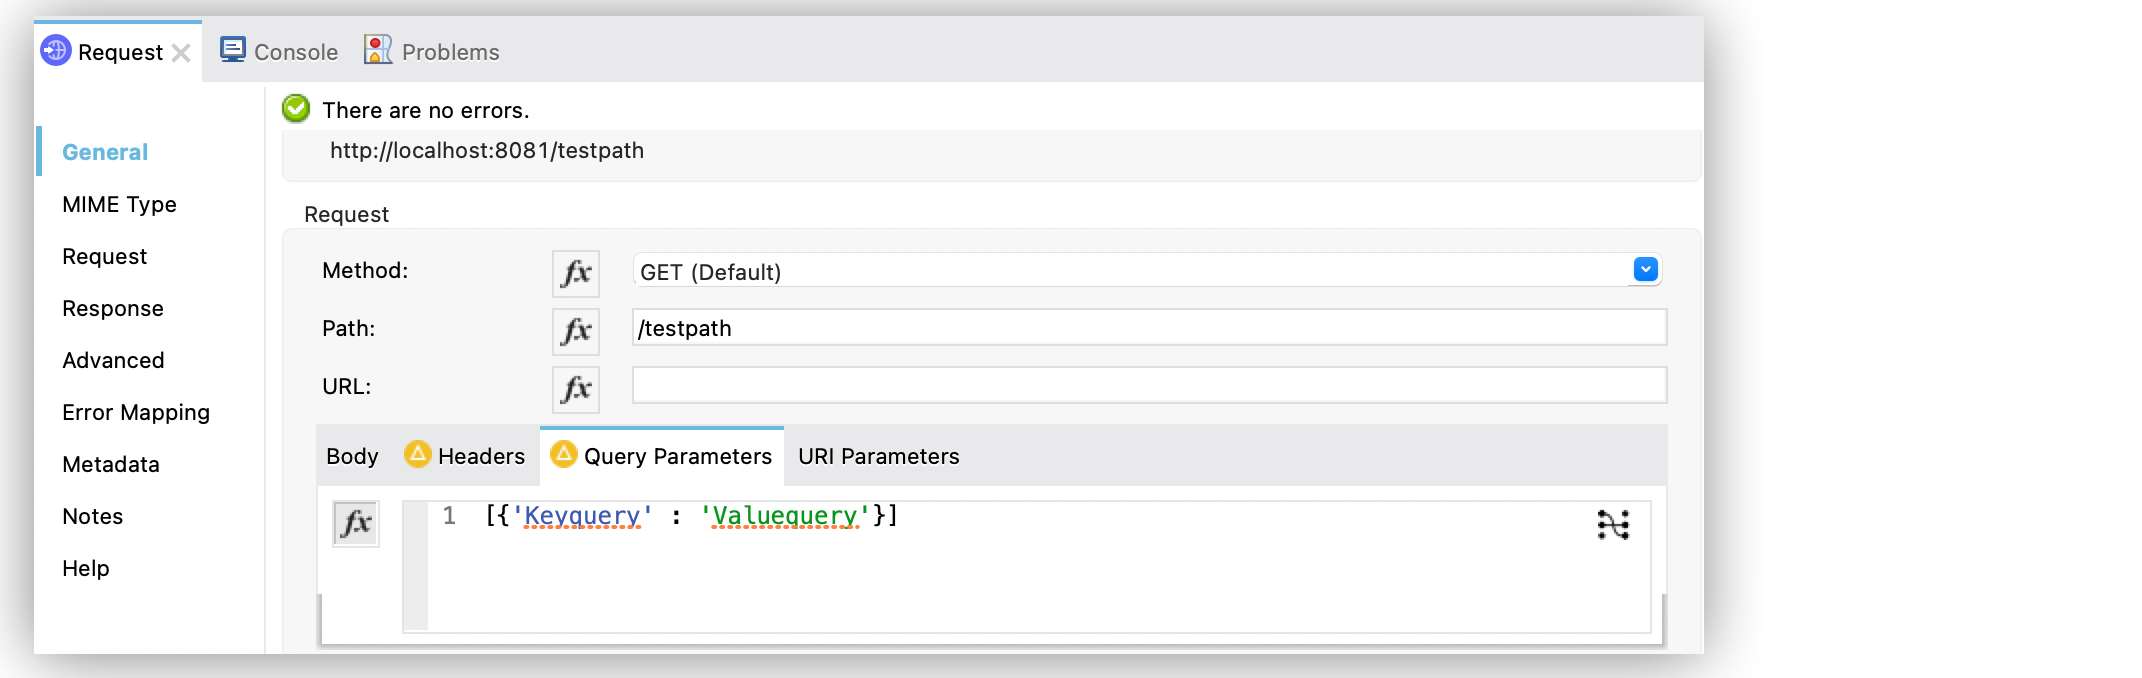 Request Console Problems
There are no errors.
http://localhost:8081/testpath
General
MIME Type
Request
Response
Advanced
Error Mapping
Metadata
Notes
Help
Request
Method: fx GET (Default)
Path: fx /testpath
URL: fx
Body Headers Query Parameters URI Parameters
fx 1 [{'Keyquery' : 'Valuequery'}]